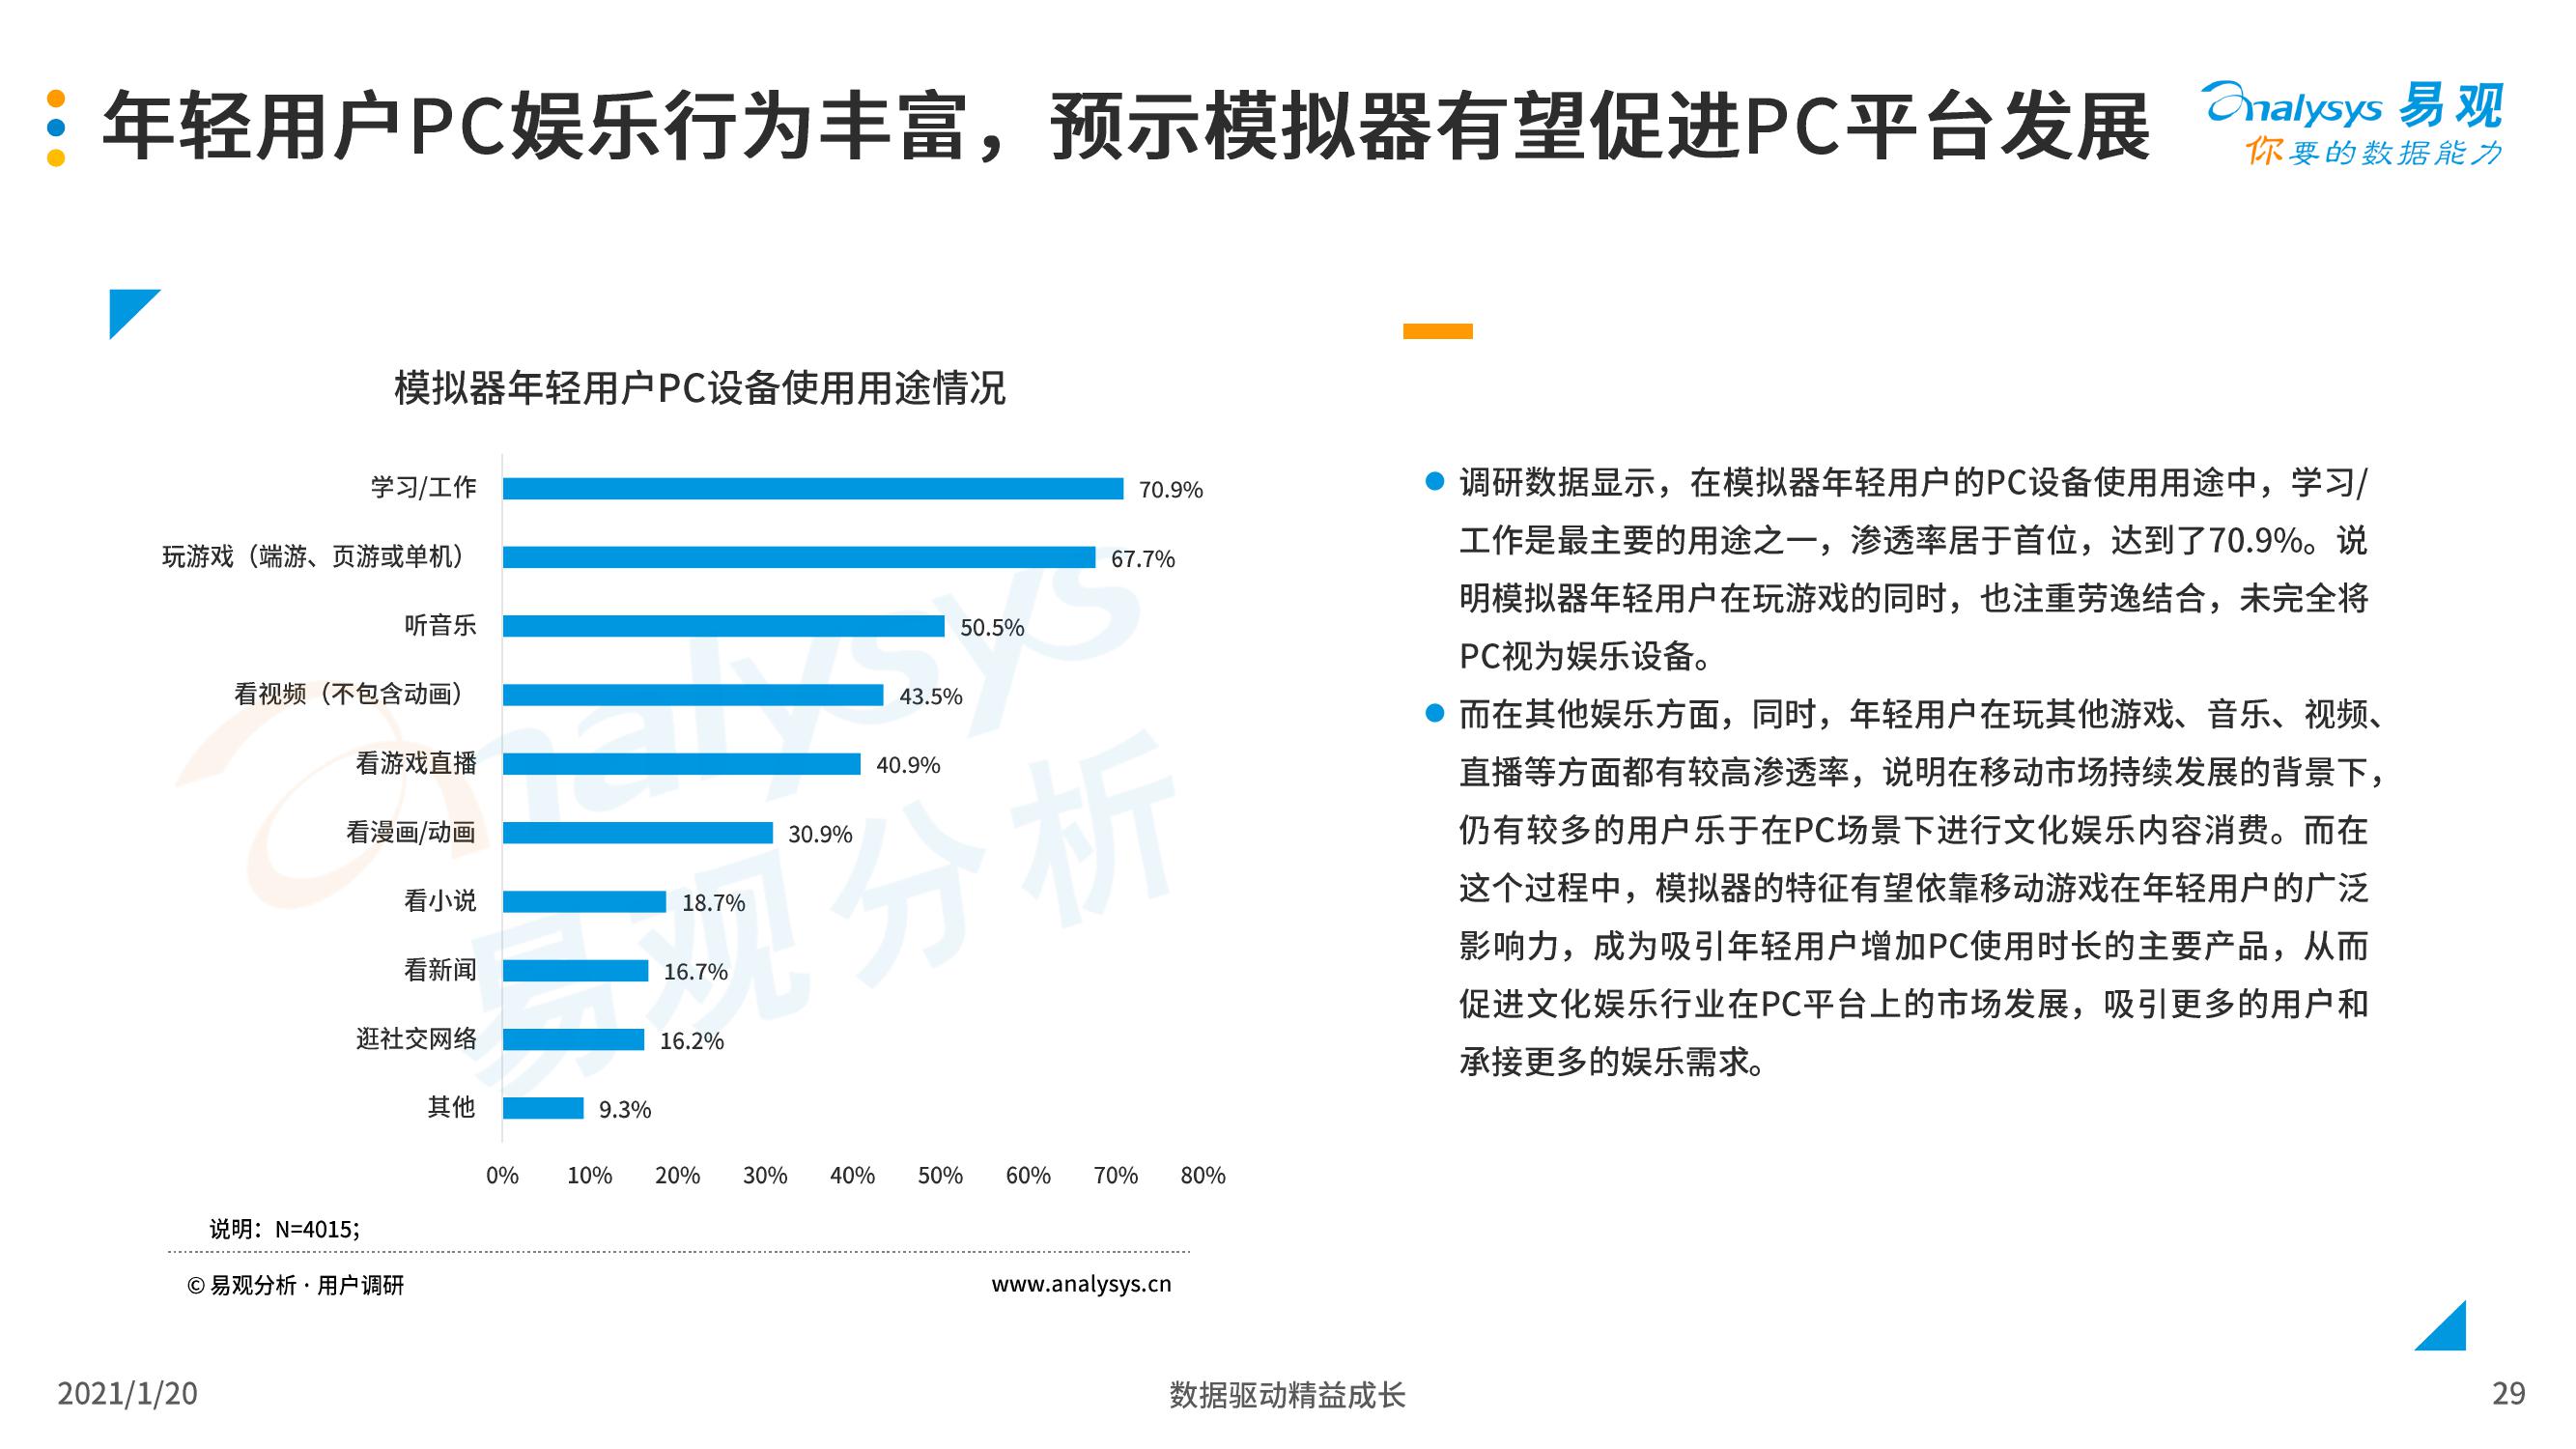 年轻用户PC娱乐行为丰富，预示模拟器有望促进PC平台发展
analysys 易观
你要的数据能力
模拟器年轻用户PC设备使用用途情况
学习/工作 70.9%
玩游戏（端游、页游或单机） 67.7%
听音乐 50.5%
看视频（不包含动画） 43.5%
看游戏直播 40.9%
看漫画/动画 30.9%
看小说 18.7%
看新闻 16.7%
逛社交网络 16.2%
其他 9.3%
0% 10% 20% 30% 40% 50% 60% 70% 80%
analysys
易观分析
说明：N=4015；
© 易观分析 · 用户调研 www.analysys.cn
调研数据显示，在模拟器年轻用户的PC设备使用用途中，学习/
工作是最主要的用途之一，渗透率居于首位，达到了70.9%。说
明模拟器年轻用户在玩游戏的同时，也注重劳逸结合，未完全将
PC视为娱乐设备。
而在其他娱乐方面，同时，年轻用户在玩其他游戏、音乐、视频、
直播等方面都有较高渗透率，说明在移动市场持续发展的背景下，
仍有较多的用户乐于在PC场景下进行文化娱乐内容消费。而在
这个过程中，模拟器的特征有望依靠移动游戏在年轻用户的广泛
影响力，成为吸引年轻用户增加PC使用时长的主要产品，从而
促进文化娱乐行业在PC平台上的市场发展，吸引更多的用户和
承接更多的娱乐需求。
2021/1/20 数据驱动精益成长 29